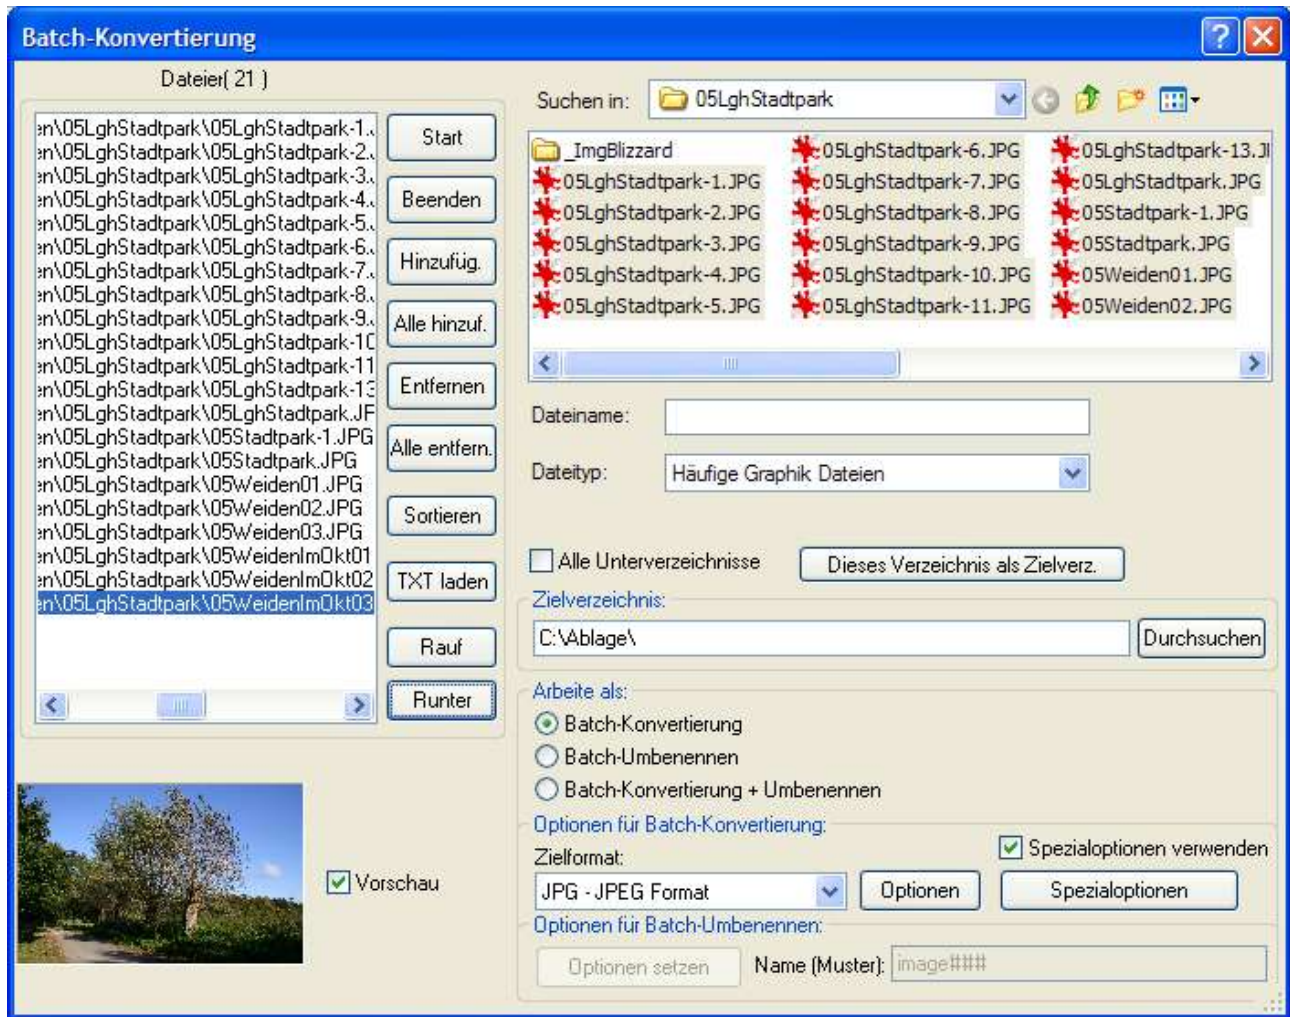 Batch-Konvertierung
Dateier( 21 )
en\05LghStadtpark\05LghStadtpark-1.
en\05LghStadtpark\05LghStadtpark-2.
en\05LghStadtpark\05LghStadtpark-3.
en\05LghStadtpark\05LghStadtpark-4.
en\05LghStadtpark\05LghStadtpark-5.
en\05LghStadtpark\05LghStadtpark-6.
en\05LghStadtpark\05LghStadtpark-7.
en\05LghStadtpark\05LghStadtpark-8.
en\05LghStadtpark\05LghStadtpark-9.
en\05LghStadtpark\05LghStadtpark-10
en\05LghStadtpark\05LghStadtpark-11
en\05LghStadtpark\05LghStadtpark-13
en\05LghStadtpark\05LghStadtpark.JF
en\05LghStadtpark\05Stadtpark-1.JPG
en\05LghStadtpark\05Stadtpark.JPG
en\05LghStadtpark\05Weiden01.JPG
en\05LghStadtpark\05Weiden02.JPG
en\05LghStadtpark\05Weiden03.JPG
en\05LghStadtpark\05WeidenImOkt01
en\05LghStadtpark\05WeidenImOkt02
en\05LghStadtpark\05WeidenImOkt03
Start
Beenden
Hinzufüg.
Alle hinzuf.
Entfernen
Alle entfern.
Sortieren
TXT laden
Rauf
Runter
Vorschau
Suchen in: 05LghStadtpark
_ImgBlizzard
05LghStadtpark-1.JPG
05LghStadtpark-2.JPG
05LghStadtpark-3.JPG
05LghStadtpark-4.JPG
05LghStadtpark-5.JPG
05LghStadtpark-6.JPG
05LghStadtpark-7.JPG
05LghStadtpark-8.JPG
05LghStadtpark-9.JPG
05LghStadtpark-10.JPG
05LghStadtpark-11.JPG
05LghStadtpark-13.JI
05LghStadtpark.JPG
05Stadtpark-1.JPG
05Stadtpark.JPG
05Weiden01.JPG
05Weiden02.JPG
Dateiname:
Dateityp: Häufige Graphik Dateien
Alle Unterverzeichnisse Dieses Verzeichnis als Zielverz.
Zielverzeichnis:
C:\Ablage\ Durchsuchen
Arbeite als:
Batch-Konvertierung
Batch-Umbenennen
Batch-Konvertierung + Umbenennen
Optionen für Batch-Konvertierung:
Spezialoptionen verwenden
Zielformat:
JPG - JPEG Format Optionen Spezialoptionen
Optionen für Batch-Umbenennen:
Optionen setzen Name (Muster): image###